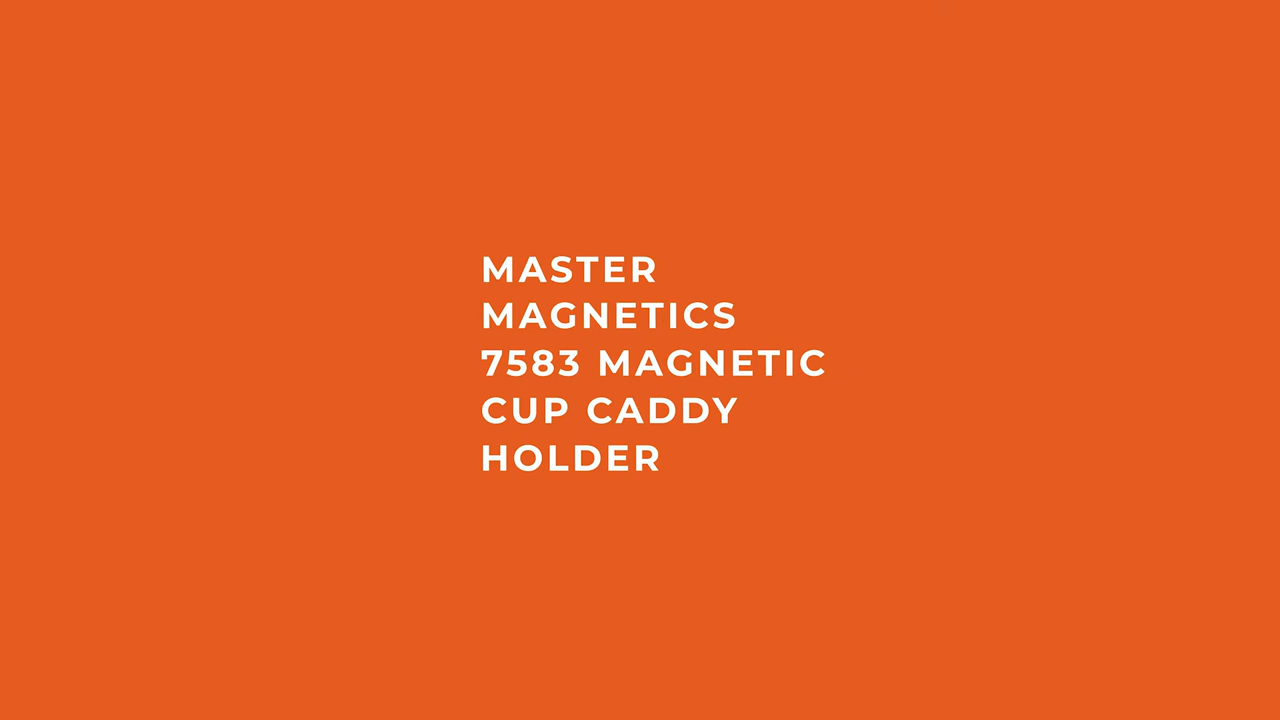 MASTER
MAGNETICS
7583 MAGNETIC
CUP CADDY
HOLDER